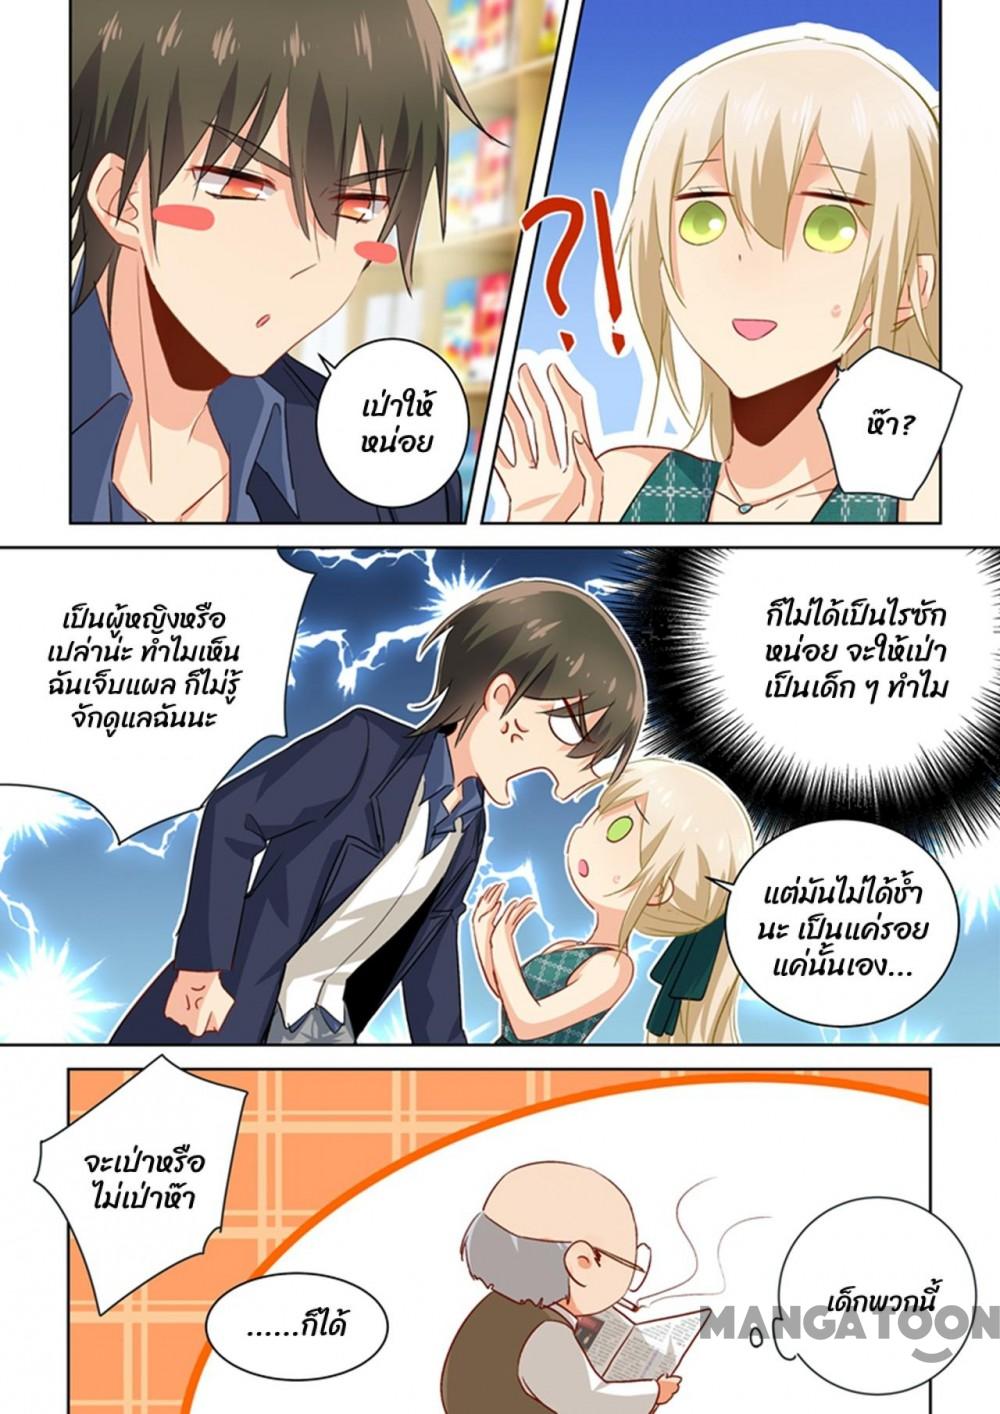 เป่าให้
หน่อย
?!
ห๊า?
เป็นผู้หญิงหรือ
เปล่าน่ะ ทำไมเห็น
ฉันเจ็บแผล ก็ไม่รู้
จักดูแลฉันนะ
ก็ไม่ได้เป็นไรซัก
หน่อย จะให้เป่า
เป็นเด็ก ๆ ทำไม
แต่มันไม่ได้ช้ำ
นะ เป็นแค่รอย
แค่นั้นเอง...
จะเป่าหรือ
ไม่เป่าห๊า
......ก็ได้
เด็กพวกนี้
MANGATOON